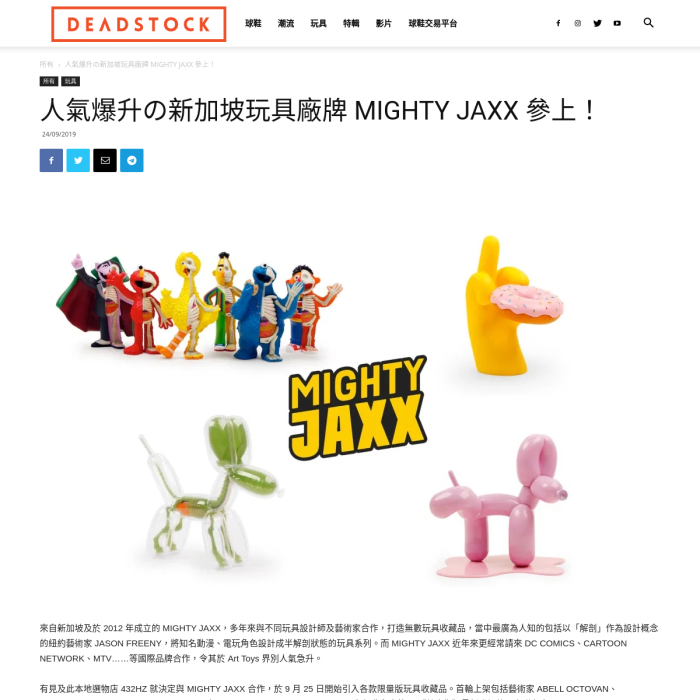 DEADSTOCK
球鞋 潮流 玩具 特輯 影片 球鞋交易平台
所有 › 人氣爆升の新加坡玩具廠牌 MIGHTY JAXX 參上！
所有 玩具
人氣爆升の新加坡玩具廠牌 MIGHTY JAXX 參上！
24/09/2019
MIGHTY
JAXX
來自新加坡及於 2012 年成立的 MIGHTY JAXX，多年來與不同玩具設計師及藝術家合作，打造無數玩具收藏品，當中最廣為人知的包括以「解剖」作為設計概念
的紐約藝術家 JASON FREENY，將知名動漫、電玩角色設計成半解剖狀態的玩具系列。而 MIGHTY JAXX 近年來更經常請來 DC COMICS、CARTOON
NETWORK、MTV……等國際品牌合作，令其於 Art Toys 界別人氣急升。
有見及此本地選物店 432HZ 就決定與 MIGHTY JAXX 合作，於 9 月 25 日開始引入各款限量版玩具收藏品。首輪上架包括藝術家 ABELL OCTOVAN、